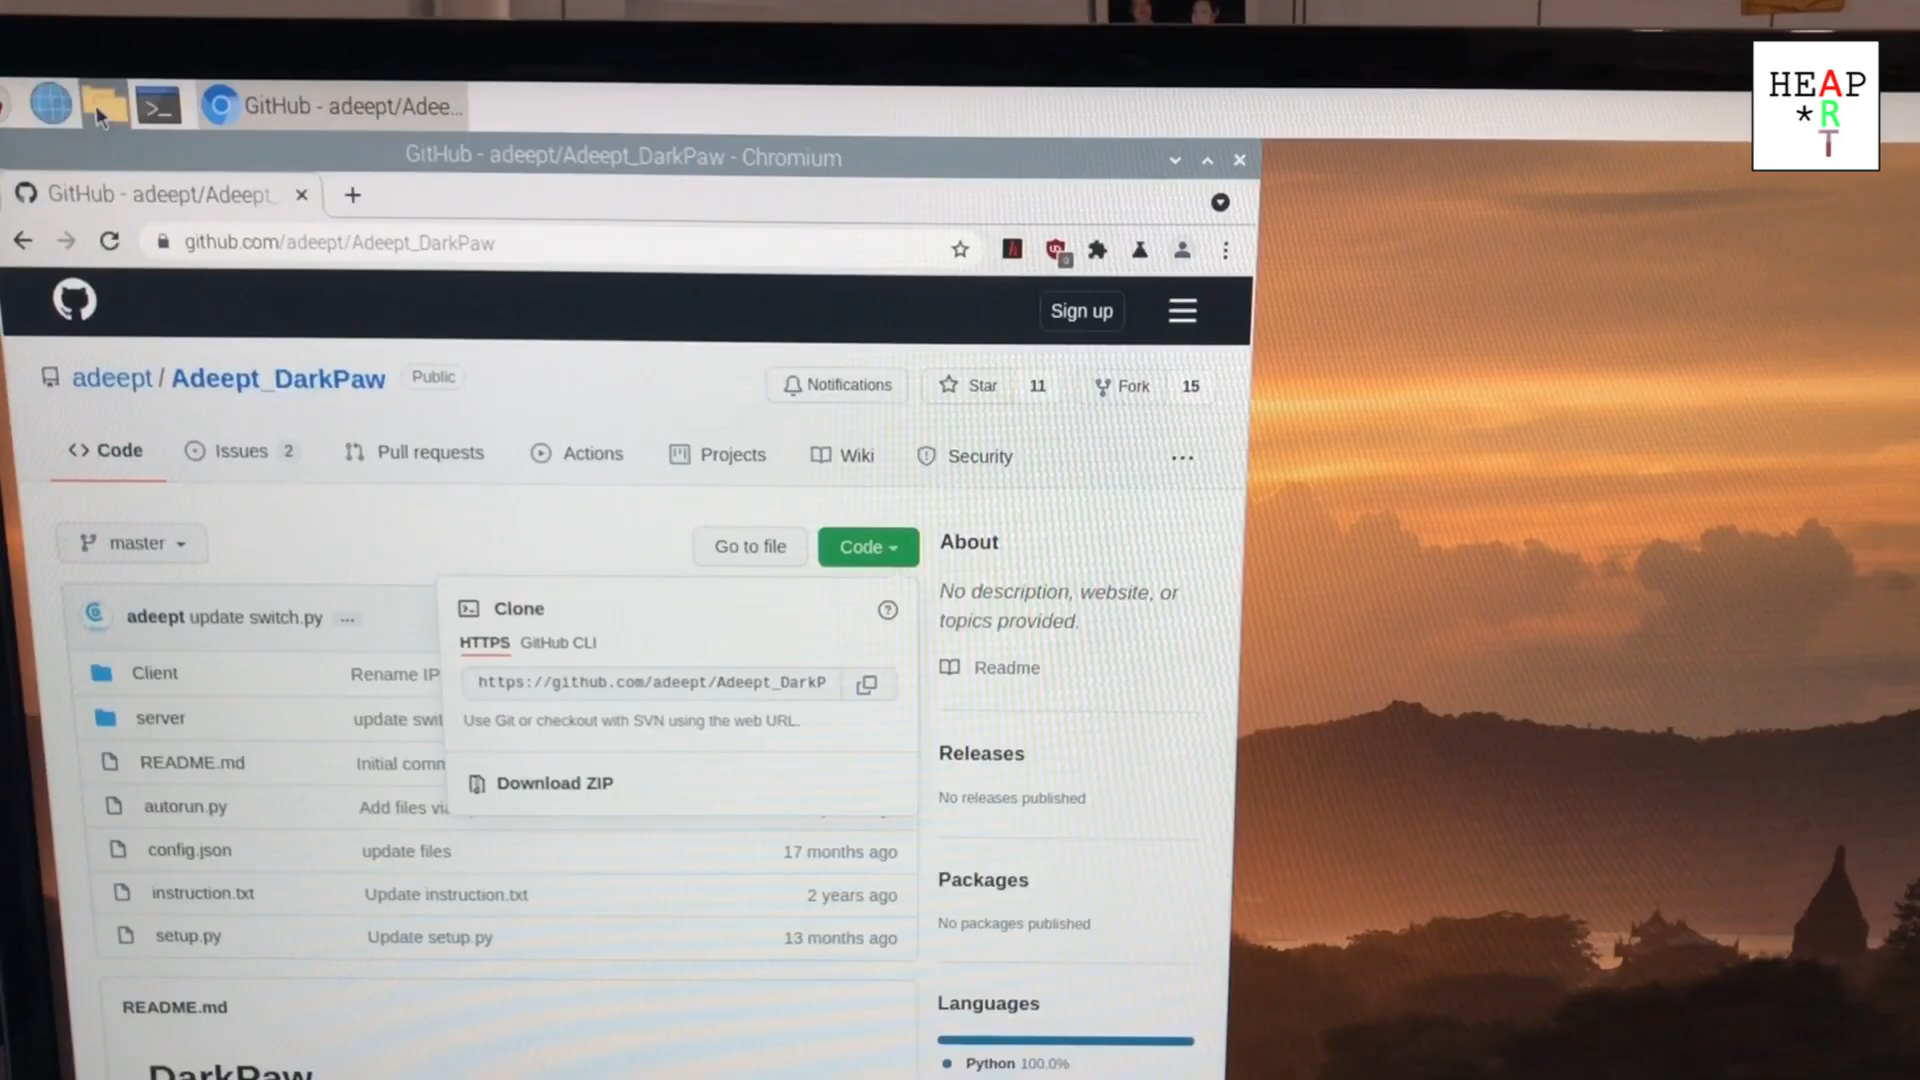 HEAP
*R
T
GitHub - adeept/Adee...
GitHub - adeept/Adeept_DarkPaw - Chromium
GitHub - adeept/Adeept_
github.com/adeept/Adeept_DarkPaw
Sign up
adeept / Adeept_DarkPaw Public
Notifications Star 11 Fork 15
Code Issues 2 Pull requests Actions Projects Wiki Security ...
master Go to file Code
adeept update switch.py ...
Clone
HTTPS GitHub CLI
https://github.com/adeept/Adeept_DarkP
Use Git or checkout with SVN using the web URL.
Download ZIP
Client Rename IP
server update swit
README.md Initial comm
autorun.py Add files via
config.json update files 17 months ago
instruction.txt Update instruction.txt 2 years ago
setup.py Update setup.py 13 months ago
README.md
DarkPaw
About
No description, website, or
topics provided.
Readme
Releases
No releases published
Packages
No packages published
Languages
Python 100.0%